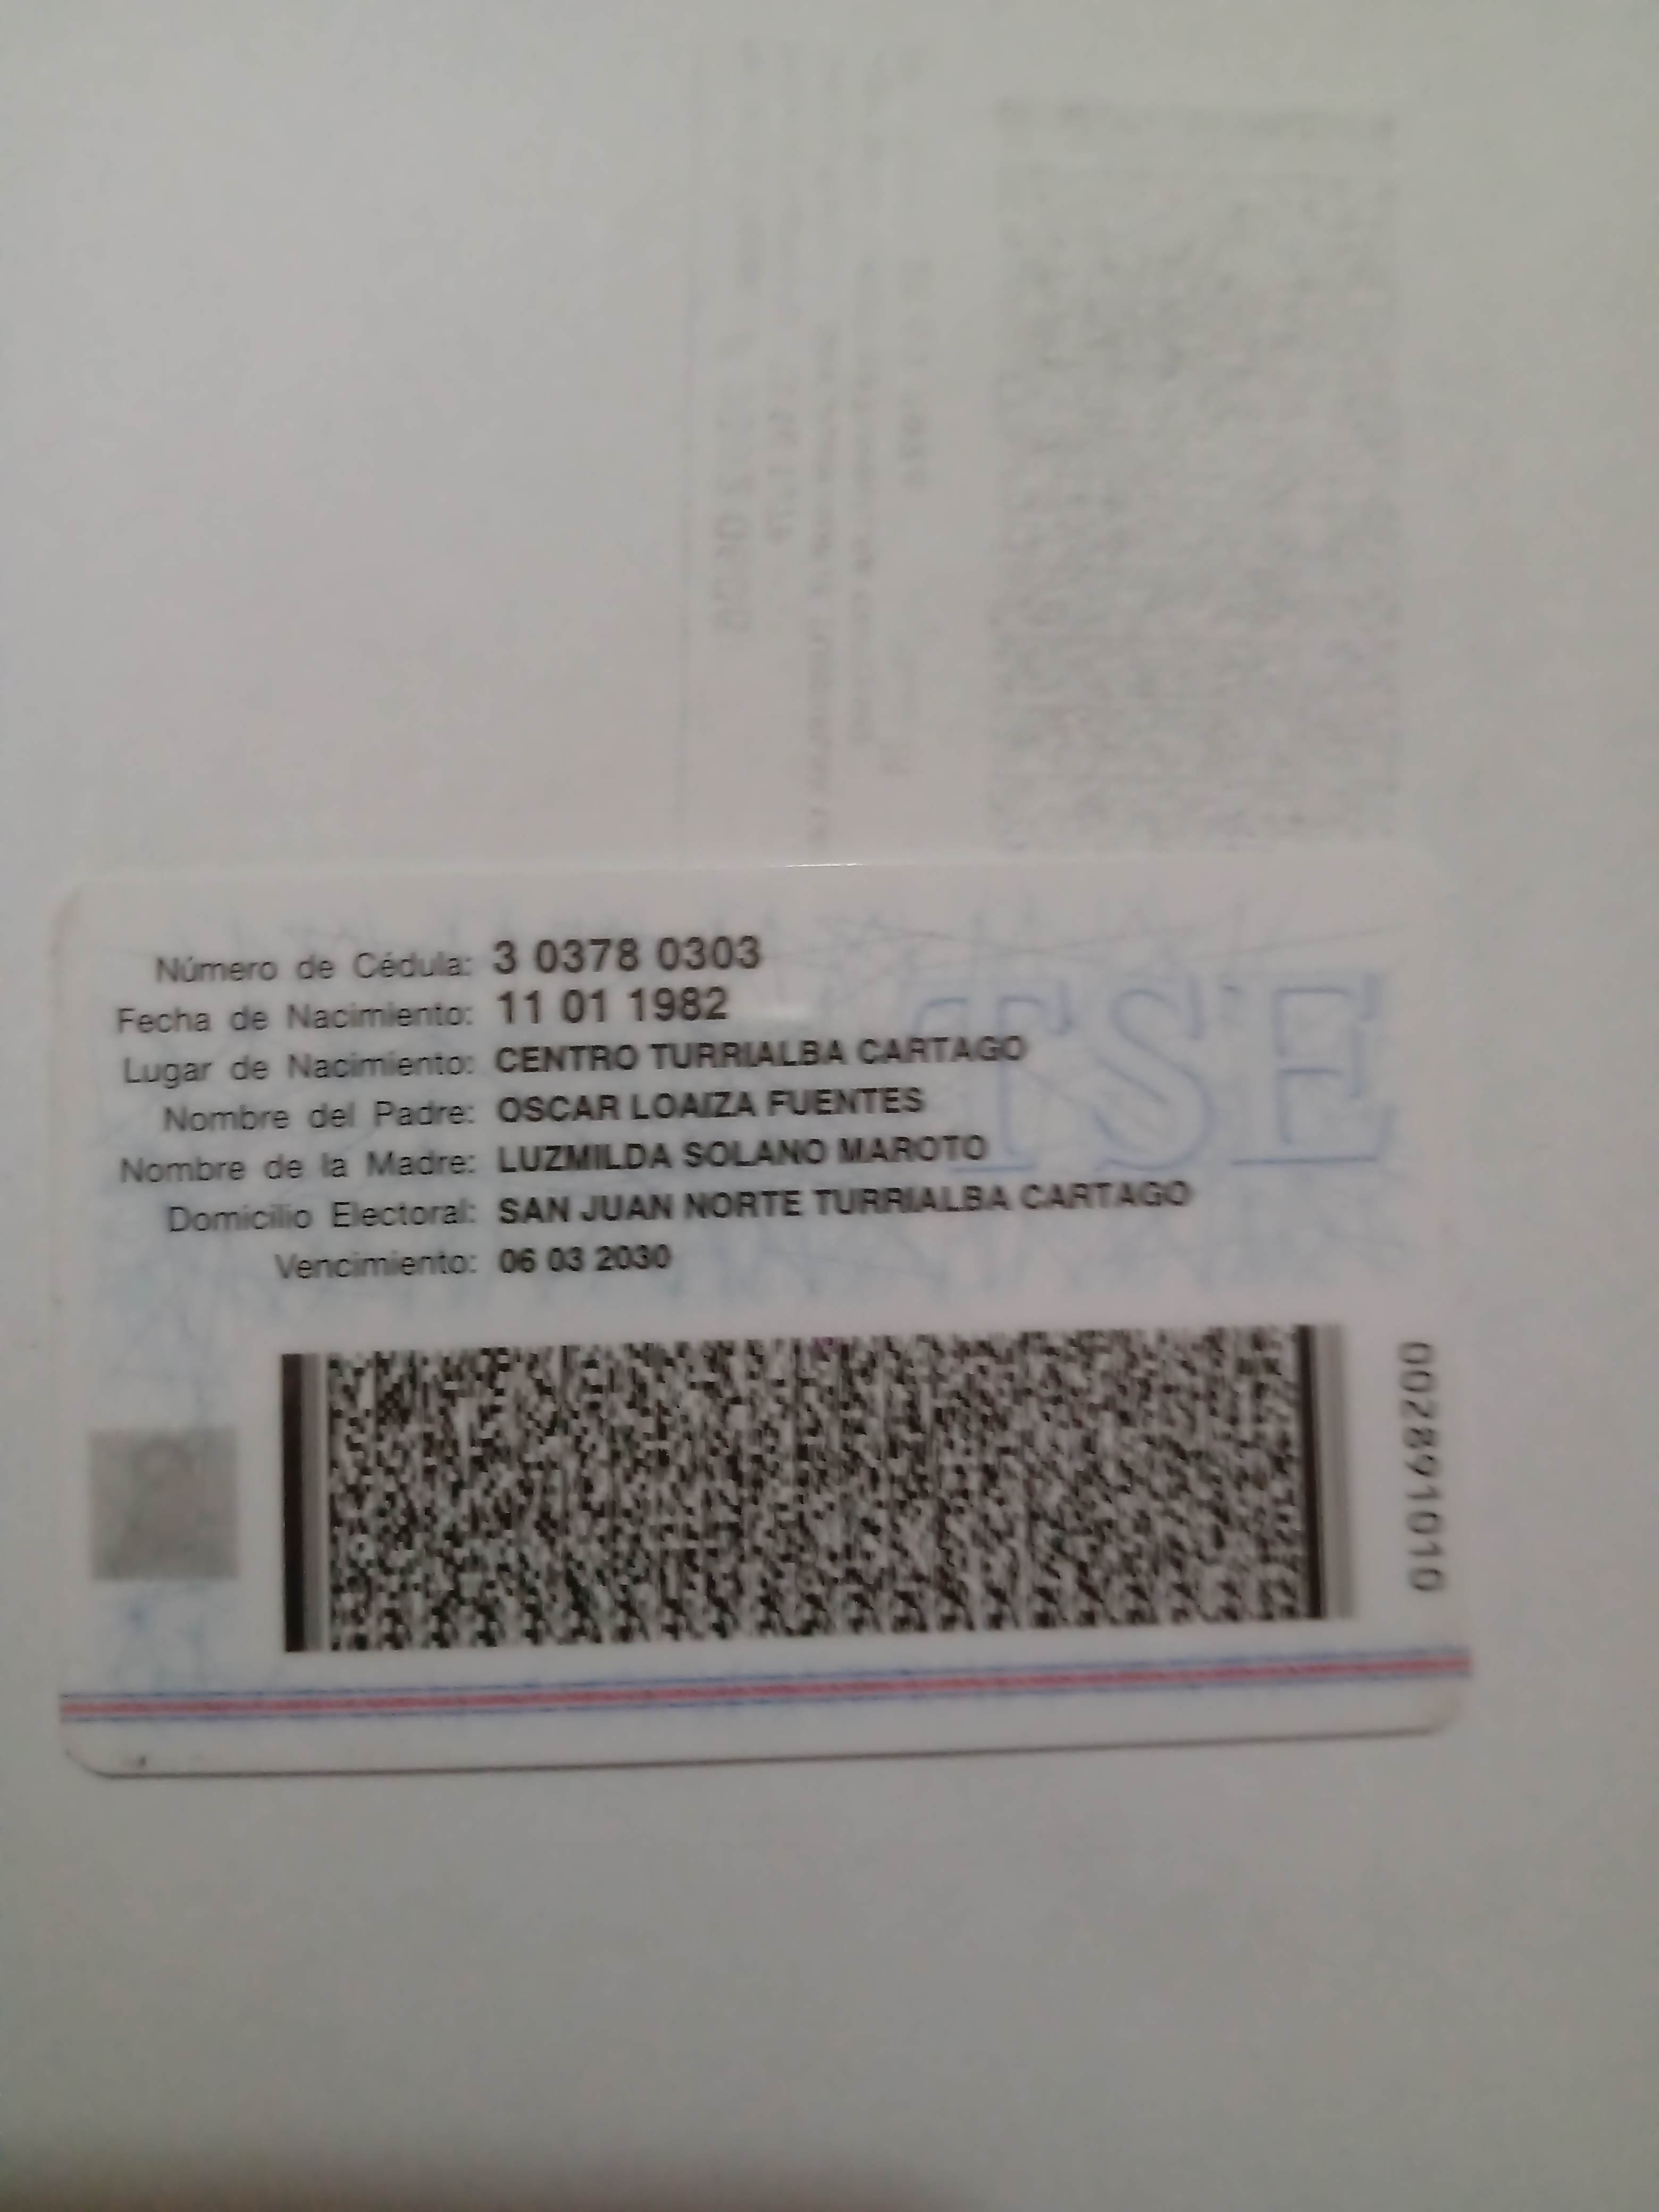 Número de Cédula: 3 0378 0303
Fecha de Nacimiento: 11 01 1982
Lugar de Nacimiento: CENTRO TURRIALBA CARTAGO
Nombre del Padre: OSCAR LOAIZA FUENTES
Nombre de la Madre: LUZMILDA SOLANO MAROTO
Domicilio Electoral: SAN JUAN NORTE TURRIALBA CARTAGO
Vencimiento: 06 03 2030
TSE
002891010